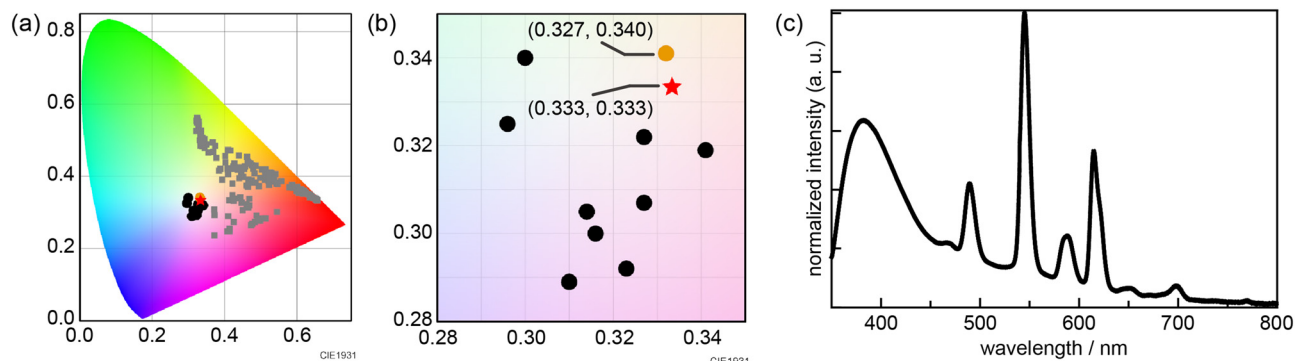 (a)
0.8
0.6
0.4
0.2
0.0
0.0 0.2 0.4 0.6
CIE1931
(b)
0.34
0.32
0.30
0.28
0.28 0.30 0.32 0.34
(0.327, 0.340)
(0.333, 0.333)
CIE1931
(c)
normalized intensity (a. u.)
400 500 600 700 800
wavelength / nm